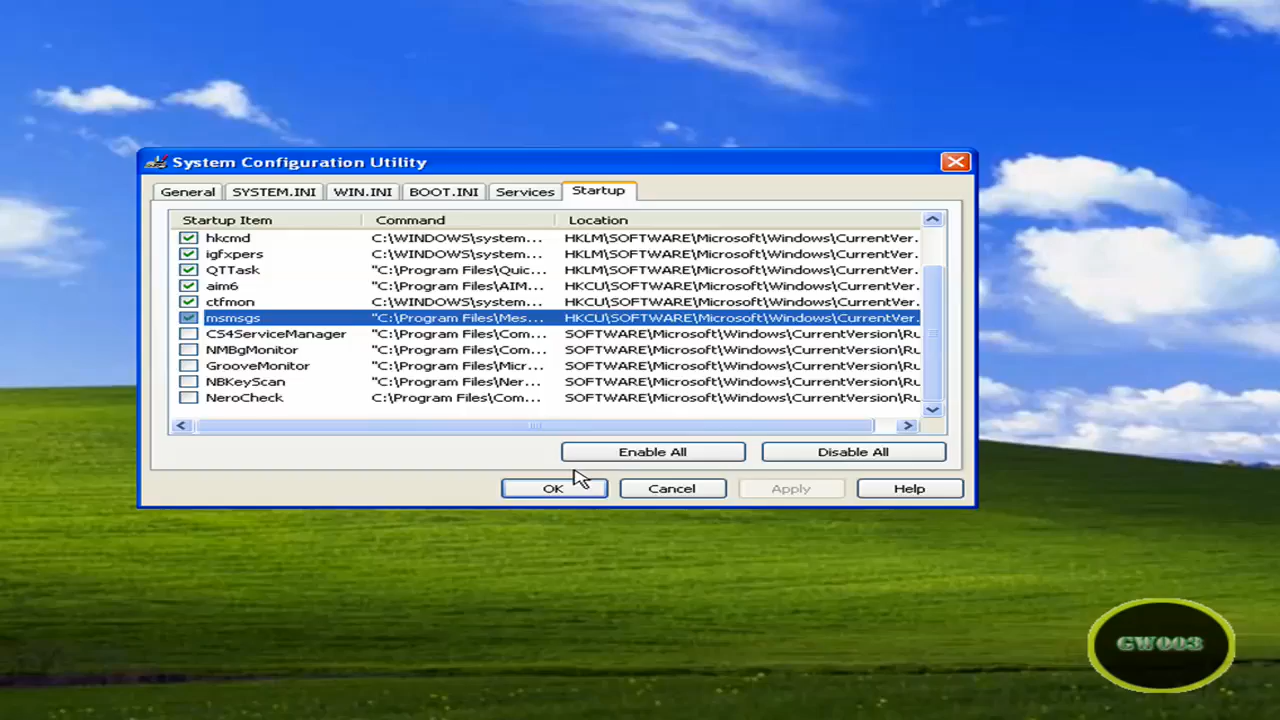 System Configuration Utility
General SYSTEM.INI WIN.INI BOOT.INI Services Startup
Startup Item Command Location
hkcmd C:\WINDOWS\system... HKLM\SOFTWARE\Microsoft\Windows\CurrentVer.
igfxpers C:\WINDOWS\system... HKLM\SOFTWARE\Microsoft\Windows\CurrentVer.
QTTask "C:\Program Files\Quic... HKLM\SOFTWARE\Microsoft\Windows\CurrentVer.
aim6 "C:\Program Files\AIM... HKCU\SOFTWARE\Microsoft\Windows\CurrentVer.
ctfmon C:\WINDOWS\system... HKCU\SOFTWARE\Microsoft\Windows\CurrentVer.
msmsgs "C:\Program Files\Mes... HKCU\SOFTWARE\Microsoft\Windows\CurrentVer.
CS4ServiceManager "C:\Program Files\Com... SOFTWARE\Microsoft\Windows\CurrentVersion\Ru
NMBgMonitor "C:\Program Files\Com... SOFTWARE\Microsoft\Windows\CurrentVersion\Ru
GrooveMonitor "C:\Program Files\Micr... SOFTWARE\Microsoft\Windows\CurrentVersion\Ru
NBKeyScan "C:\Program Files\Ner... SOFTWARE\Microsoft\Windows\CurrentVersion\Ru
NeroCheck C:\Program Files\Com... SOFTWARE\Microsoft\Windows\CurrentVersion\Ru
Enable All Disable All
OK Cancel Apply Help
GW003